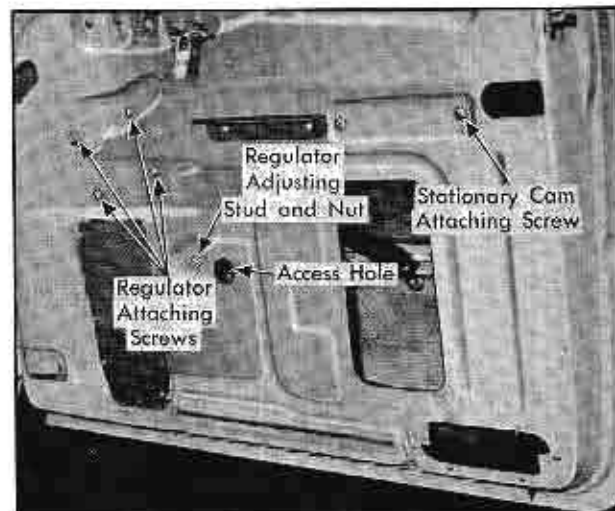 Regulator
Adjusting
Stud and Nut
Stationary Cam
Attaching Screw
Access Hole
Regulator
Attaching
Screws